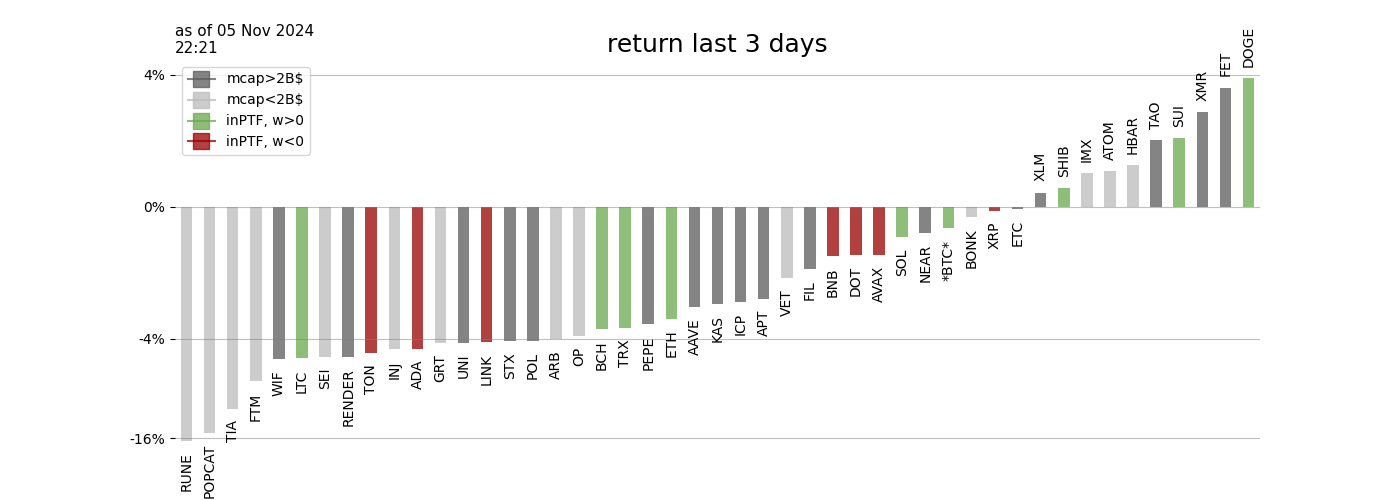 as of 05 Nov 2024
22:21
return last 3 days
mcap>2B$
mcap<2B$
inPTF, w>0
inPTF, w<0
4%
0%
-4%
-16%
RUNE
POPCAT
TIA
FTM
WIF
LTC
SEI
RENDER
TON
INJ
ADA
GRT
UNI
LINK
STX
POL
ARB
OP
BCH
TRX
PEPE
ETH
AAVE
KAS
ICP
APT
VET
FIL
BNB
DOT
AVAX
SOL
NEAR
*BTC*
BONK
XRP
ETC
XLM
SHIB
IMX
ATOM
HBAR
TAO
SUI
XMR
FET
DOGE